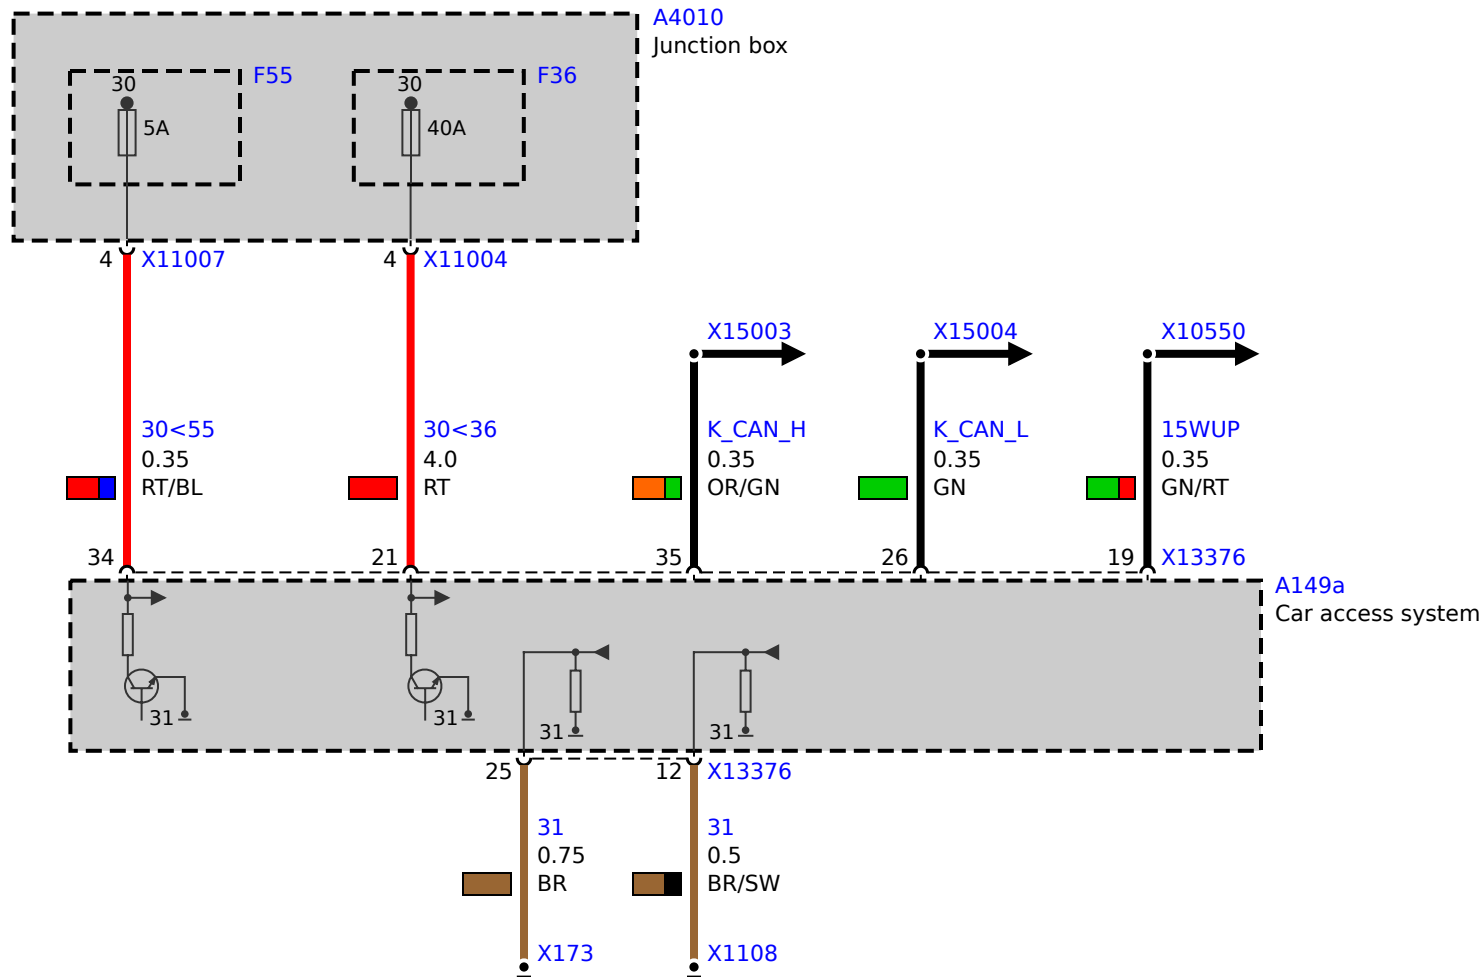 A4010
Junction box
F55
30
5A
F36
30
40A
4
X11007
4
X11004
X15003
X15004
X10550
30<55
0.35
RT/BL
30<36
4.0
RT
K_CAN_H
0.35
OR/GN
K_CAN_L
0.35
GN
15WUP
0.35
GN/RT
34
21
35
26
19
X13376
A149a
Car access system
31
31
31
31
25
12
X13376
31
0.75
BR
31
0.5
BR/SW
X173
X1108